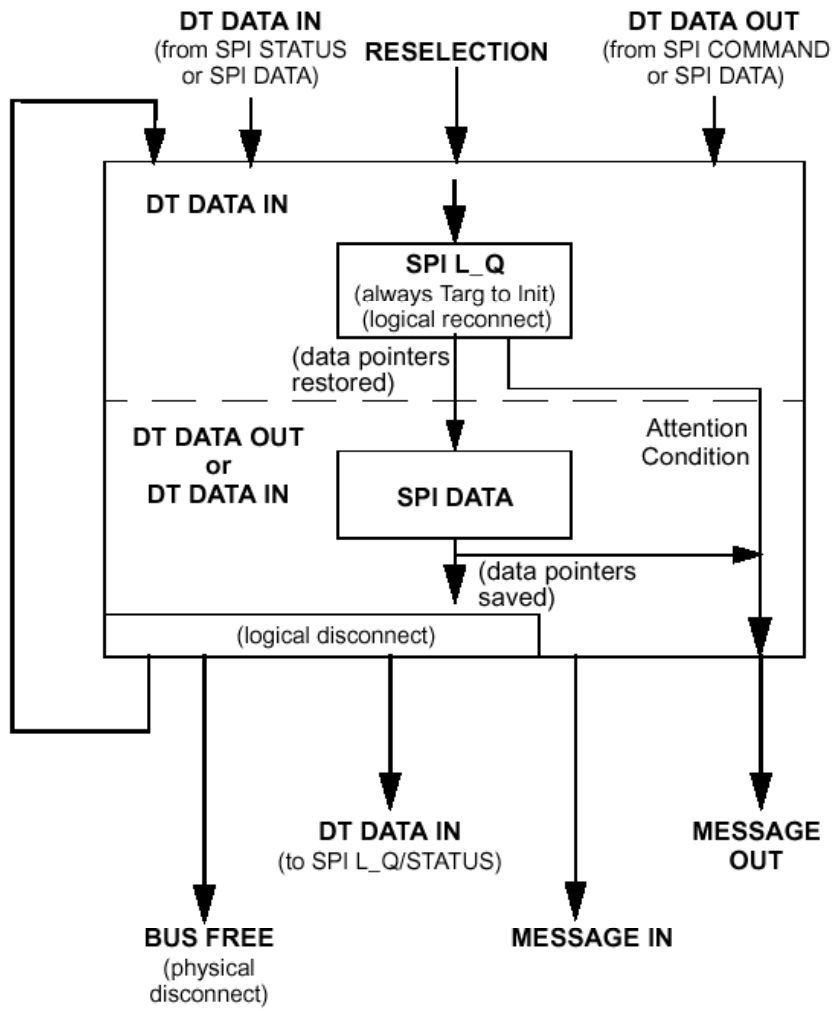 DT DATA IN
(from SPI STATUS
or SPI DATA)
RESELECTION
DT DATA OUT
(from SPI COMMAND
or SPI DATA)
DT DATA IN
SPI L_Q
(always Targ to Init)
(logical reconnect)
(data pointers
restored)
DT DATA OUT
or
DT DATA IN
Attention
Condition
SPI DATA
(data pointers
saved)
(logical disconnect)
DT DATA IN
(to SPI L_Q/STATUS)
MESSAGE
OUT
BUS FREE
(physical
disconnect)
MESSAGE IN